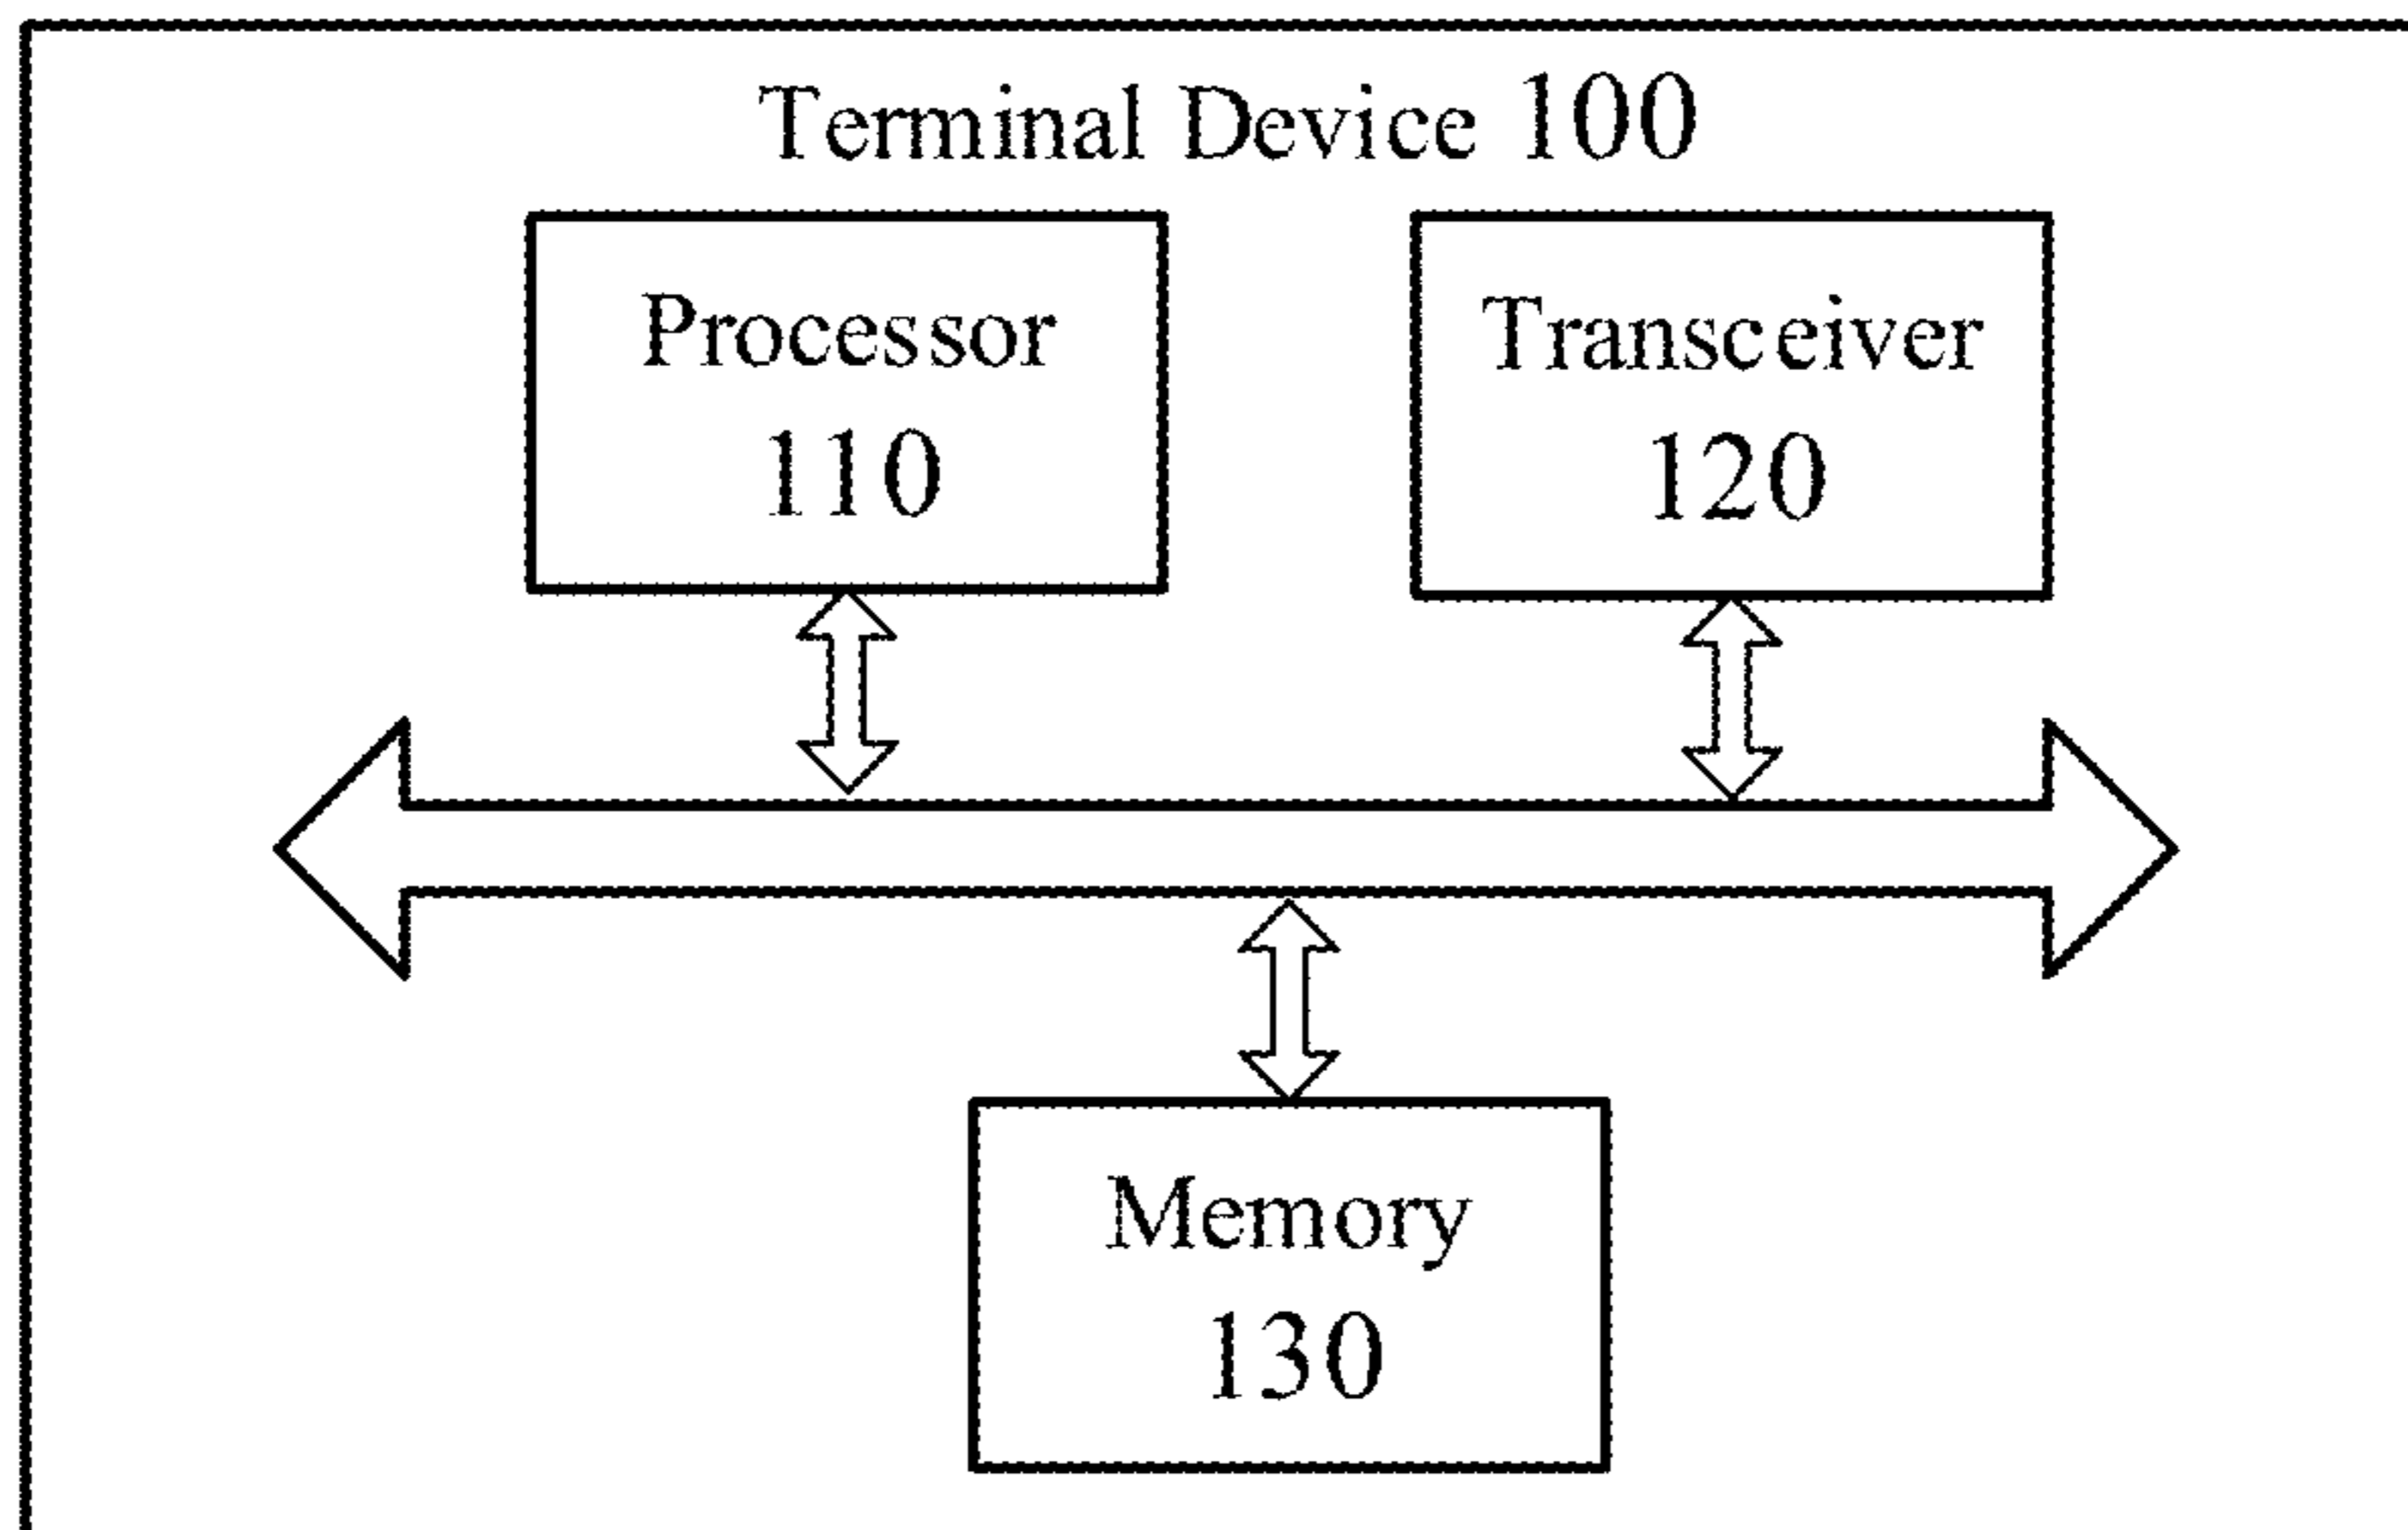 Terminal Device 100
Processor
110
Transceiver
120
Memory
130